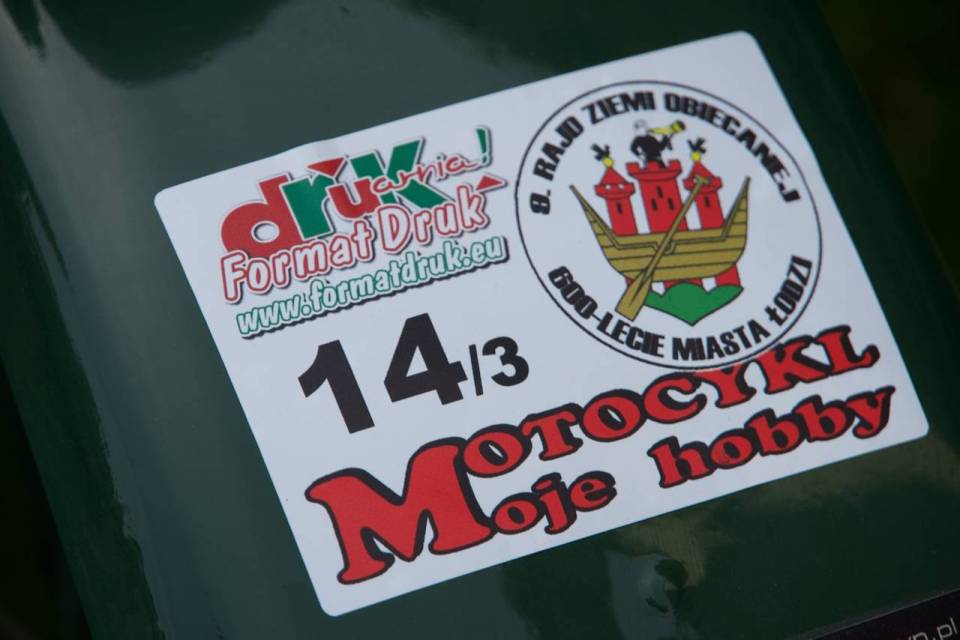 drukarnia!
Format Druk
www.formatdruk.eu
9. RAJD ZIEMI OBIECANEJ
600-LECIE MIASTA ŁODZI
14/3
MOTOCYKL
Moje hobby